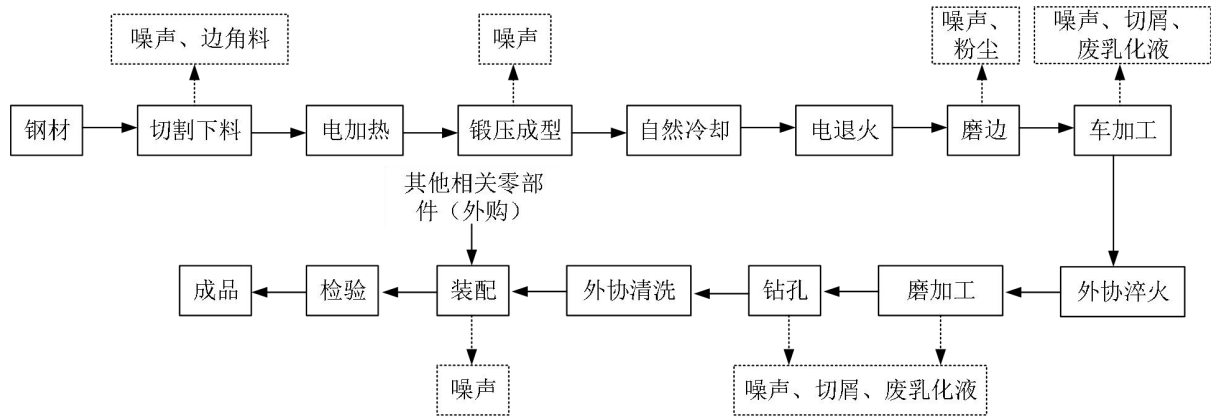 噪声、边角料
噪声
噪声、
粉尘
噪声、切屑、
废乳化液
钢材
切割下料
电加热
锻压成型
自然冷却
电退火
磨边
车加工
其他相关零部
件（外购）
成品
检验
装配
外协清洗
钻孔
磨加工
外协淬火
噪声
噪声、切屑、废乳化液